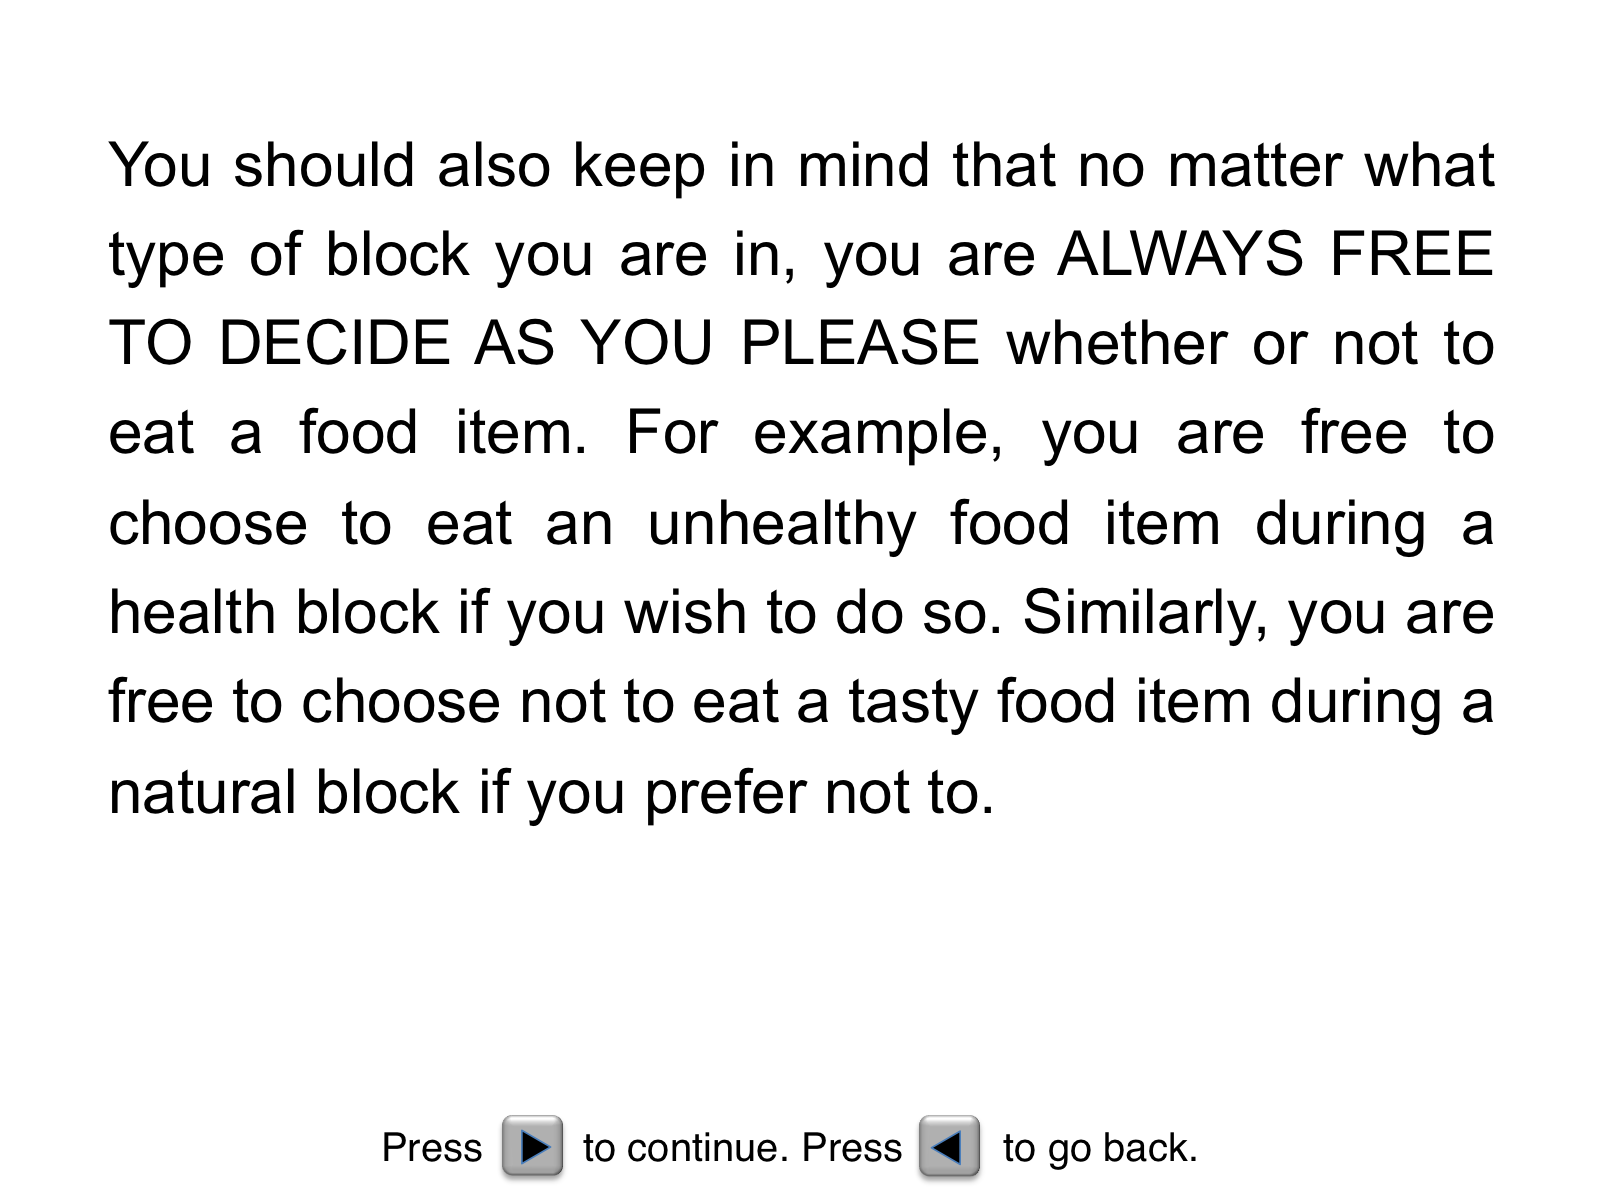 You should also keep in mind that no matter what
type of block you are in, you are ALWAYS FREE
TO DECIDE AS YOU PLEASE whether or not to
eat a food item. For example, you are free to
choose to eat an unhealthy food item during a
health block if you wish to do so. Similarly, you are
free to choose not to eat a tasty food item during a
natural block if you prefer not to.
Press to continue. Press to go back.